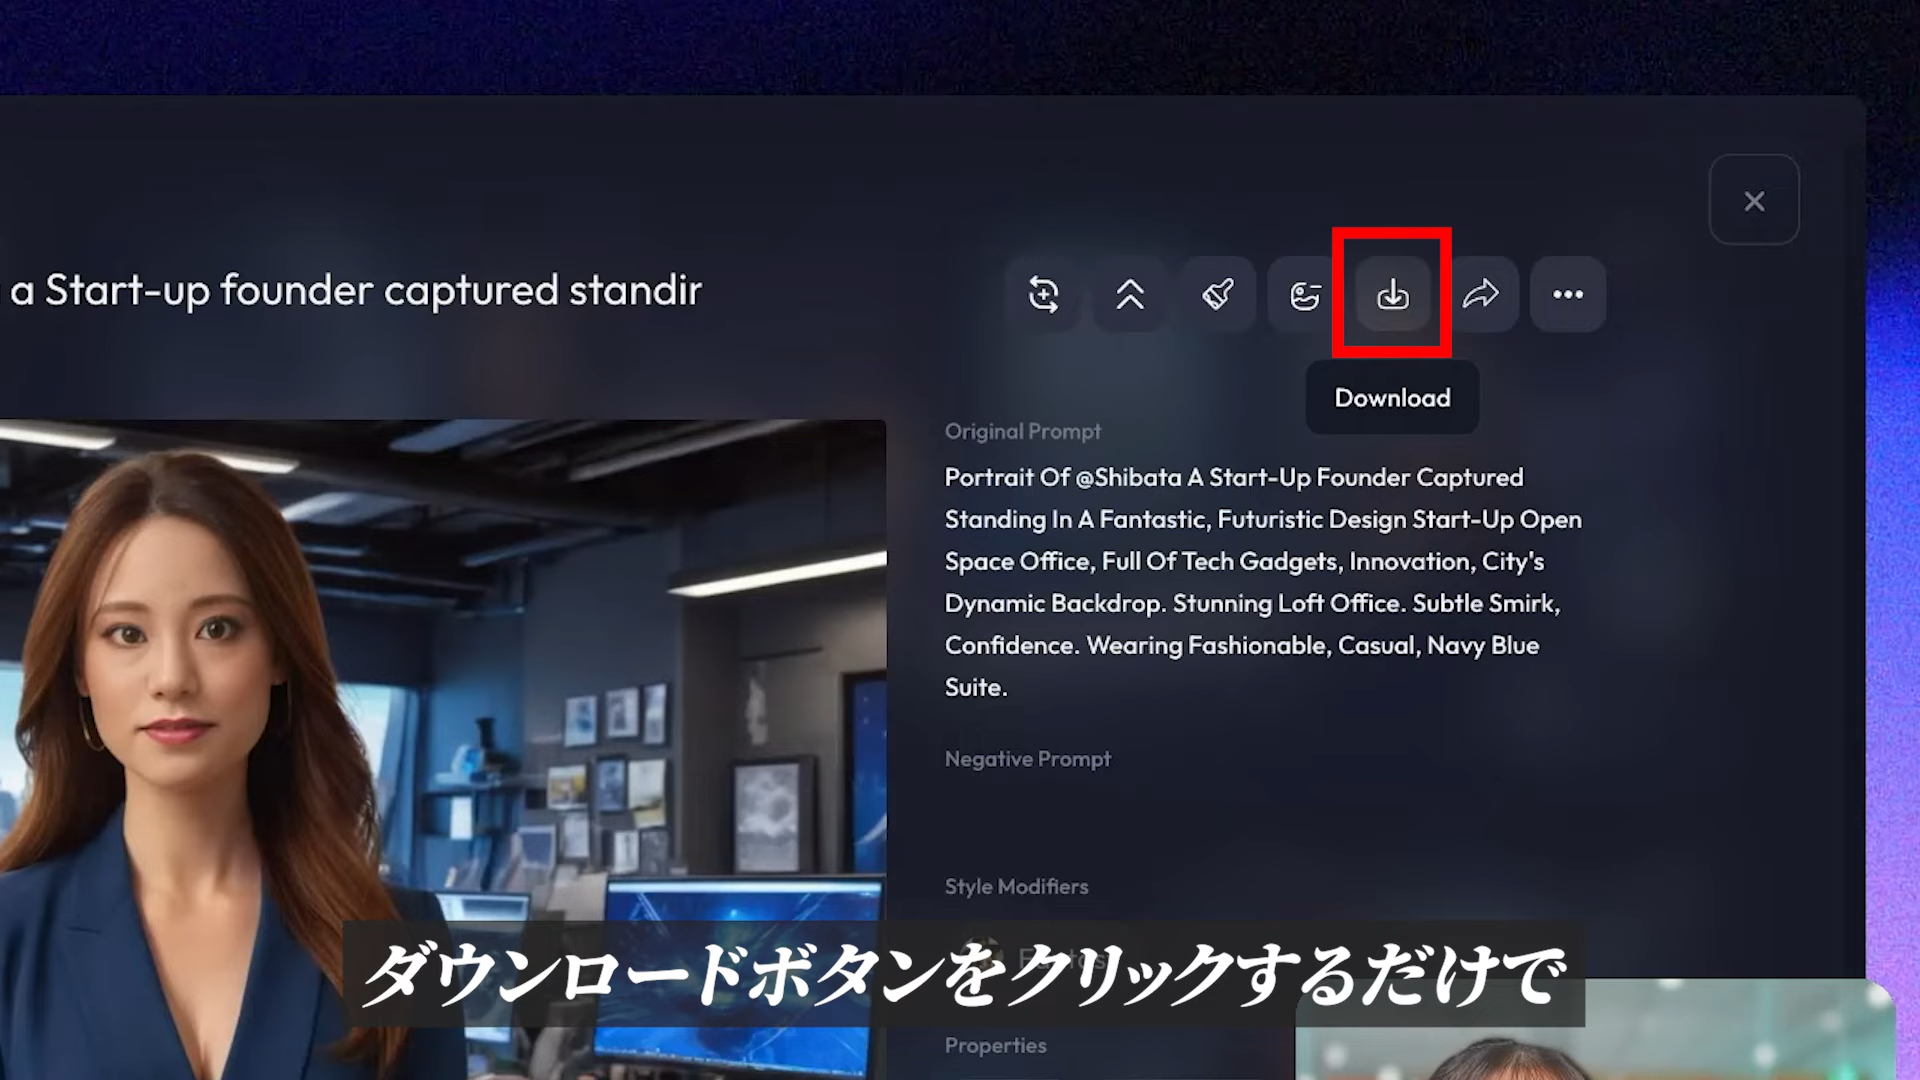 a Start-up founder captured standir
Download
Original Prompt
Portrait Of @Shibata A Start-Up Founder Captured
Standing In A Fantastic, Futuristic Design Start-Up Open
Space Office, Full Of Tech Gadgets, Innovation, City's
Dynamic Backdrop. Stunning Loft Office. Subtle Smirk,
Confidence. Wearing Fashionable, Casual, Navy Blue
Suite.
Negative Prompt
Style Modifiers
ダウンロードボタンをクリックするだけで
Properties